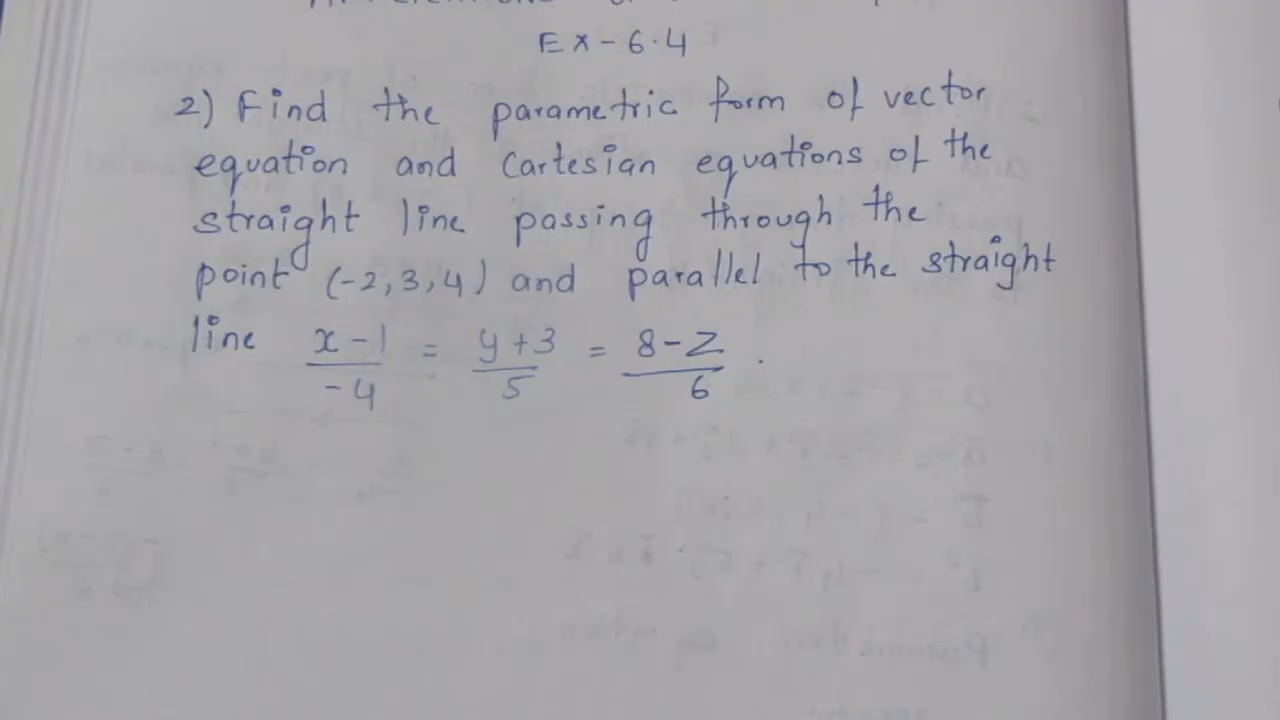 Ex - 6.4
2) Find the parametric form of vector
equation and Cartesian equations of the
straight line passing through the
point (-2,3,4) and parallel to the straight
line x-1/-4 = y+3/5 = 8-z/6 .